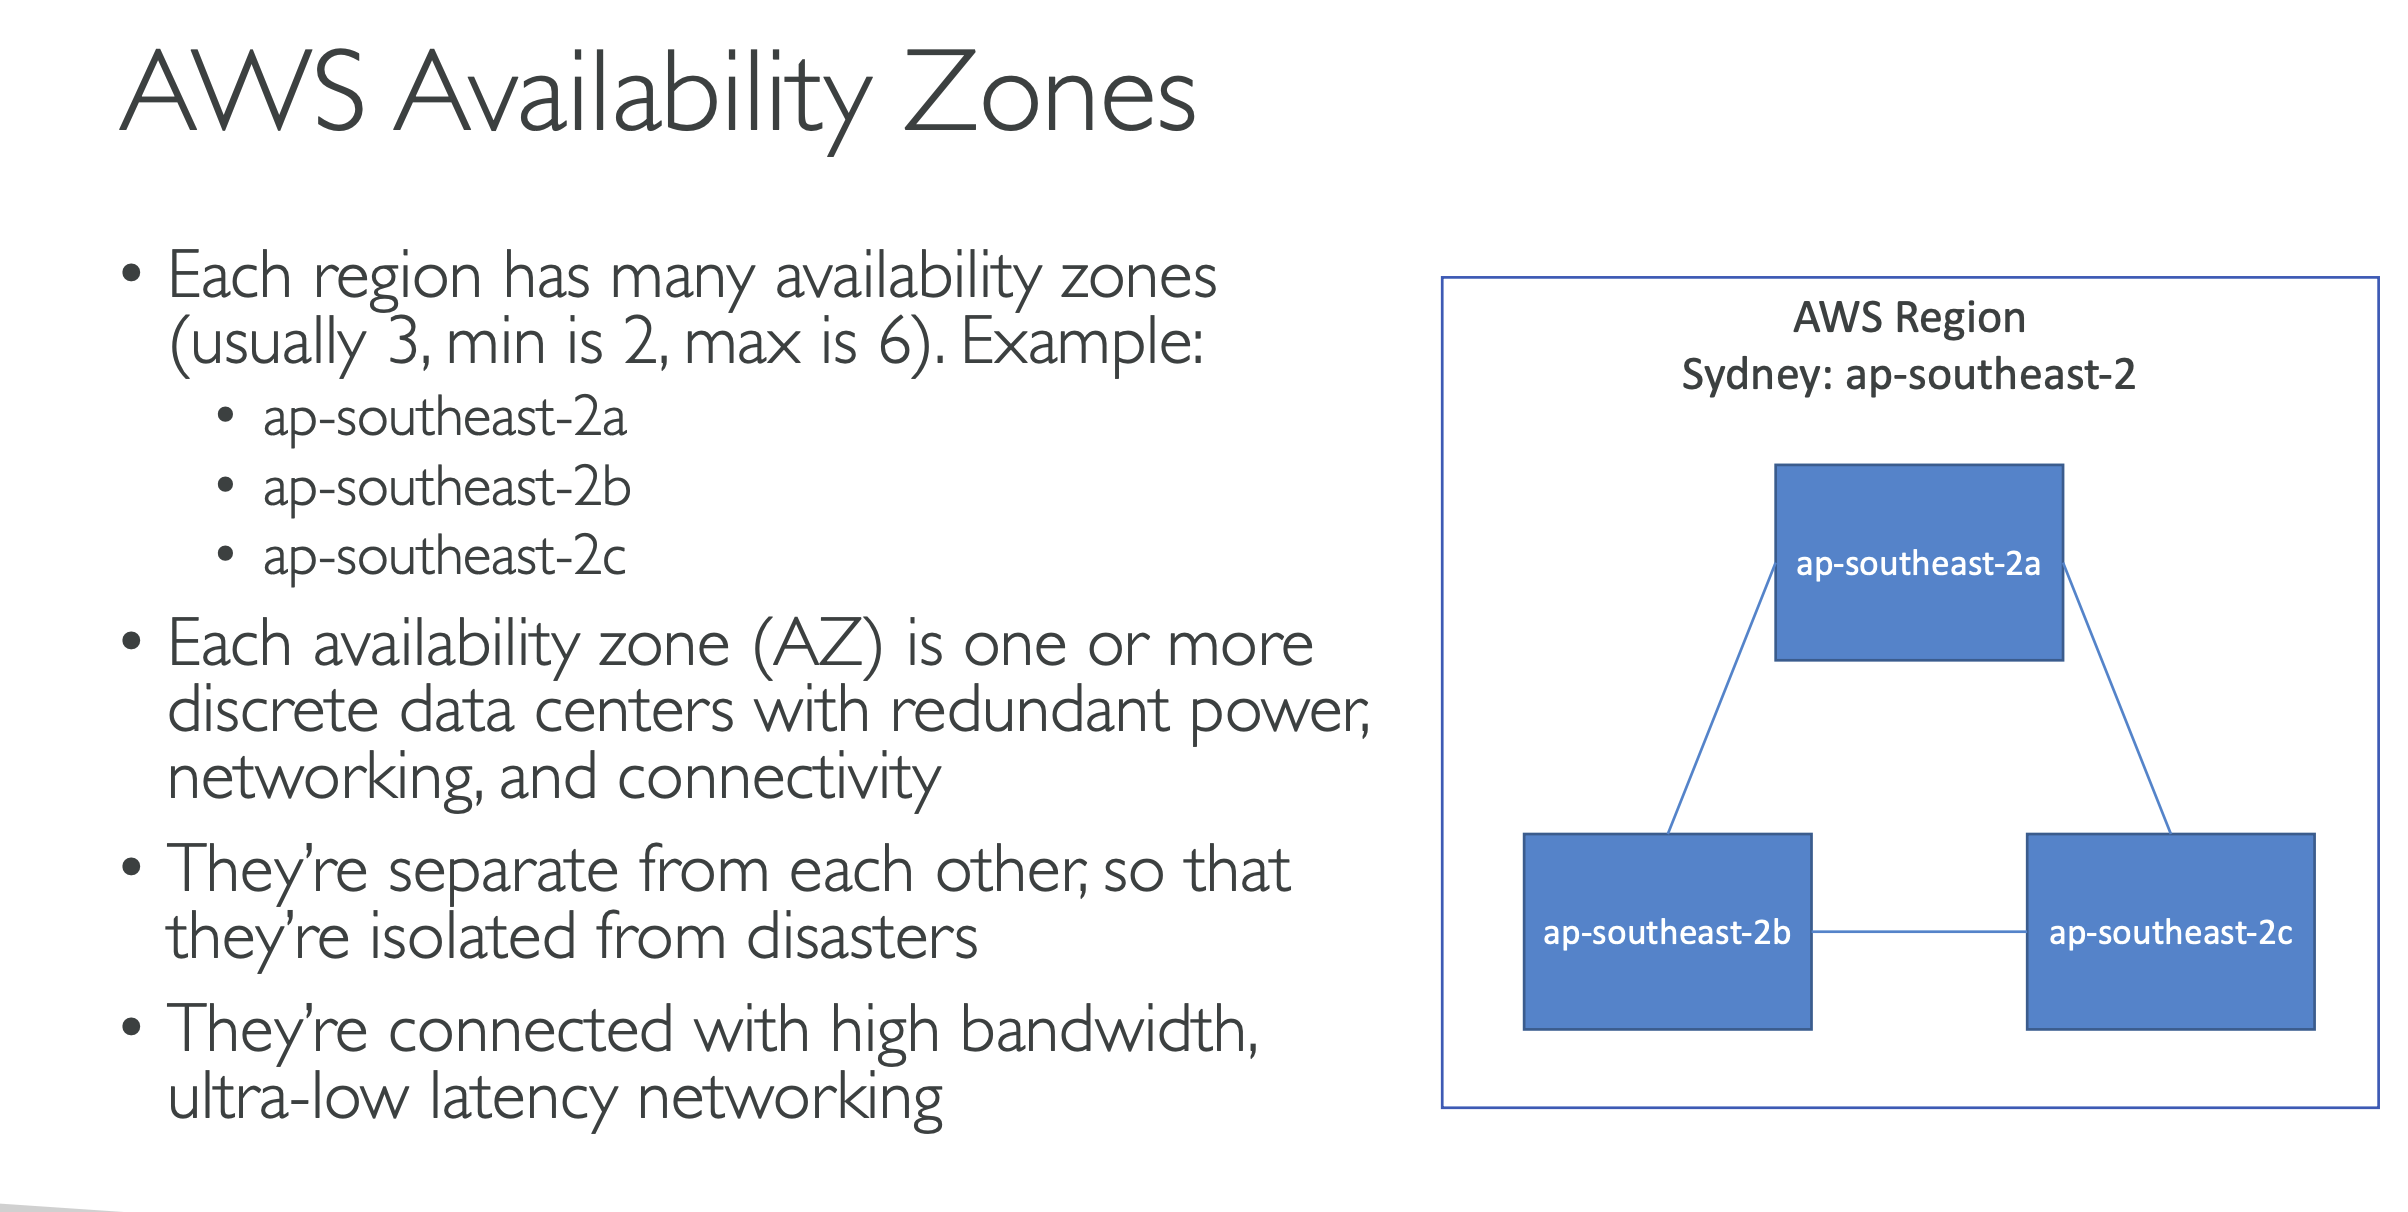 AWS Availability Zones
• Each region has many availability zones
(usually 3, min is 2, max is 6). Example:
• ap-southeast-2a
• ap-southeast-2b
• ap-southeast-2c
• Each availability zone (AZ) is one or more
discrete data centers with redundant power,
networking, and connectivity
• They’re separate from each other, so that
they’re isolated from disasters
• They’re connected with high bandwidth,
ultra-low latency networking
AWS Region
Sydney: ap-southeast-2
ap-southeast-2a
ap-southeast-2b
ap-southeast-2c